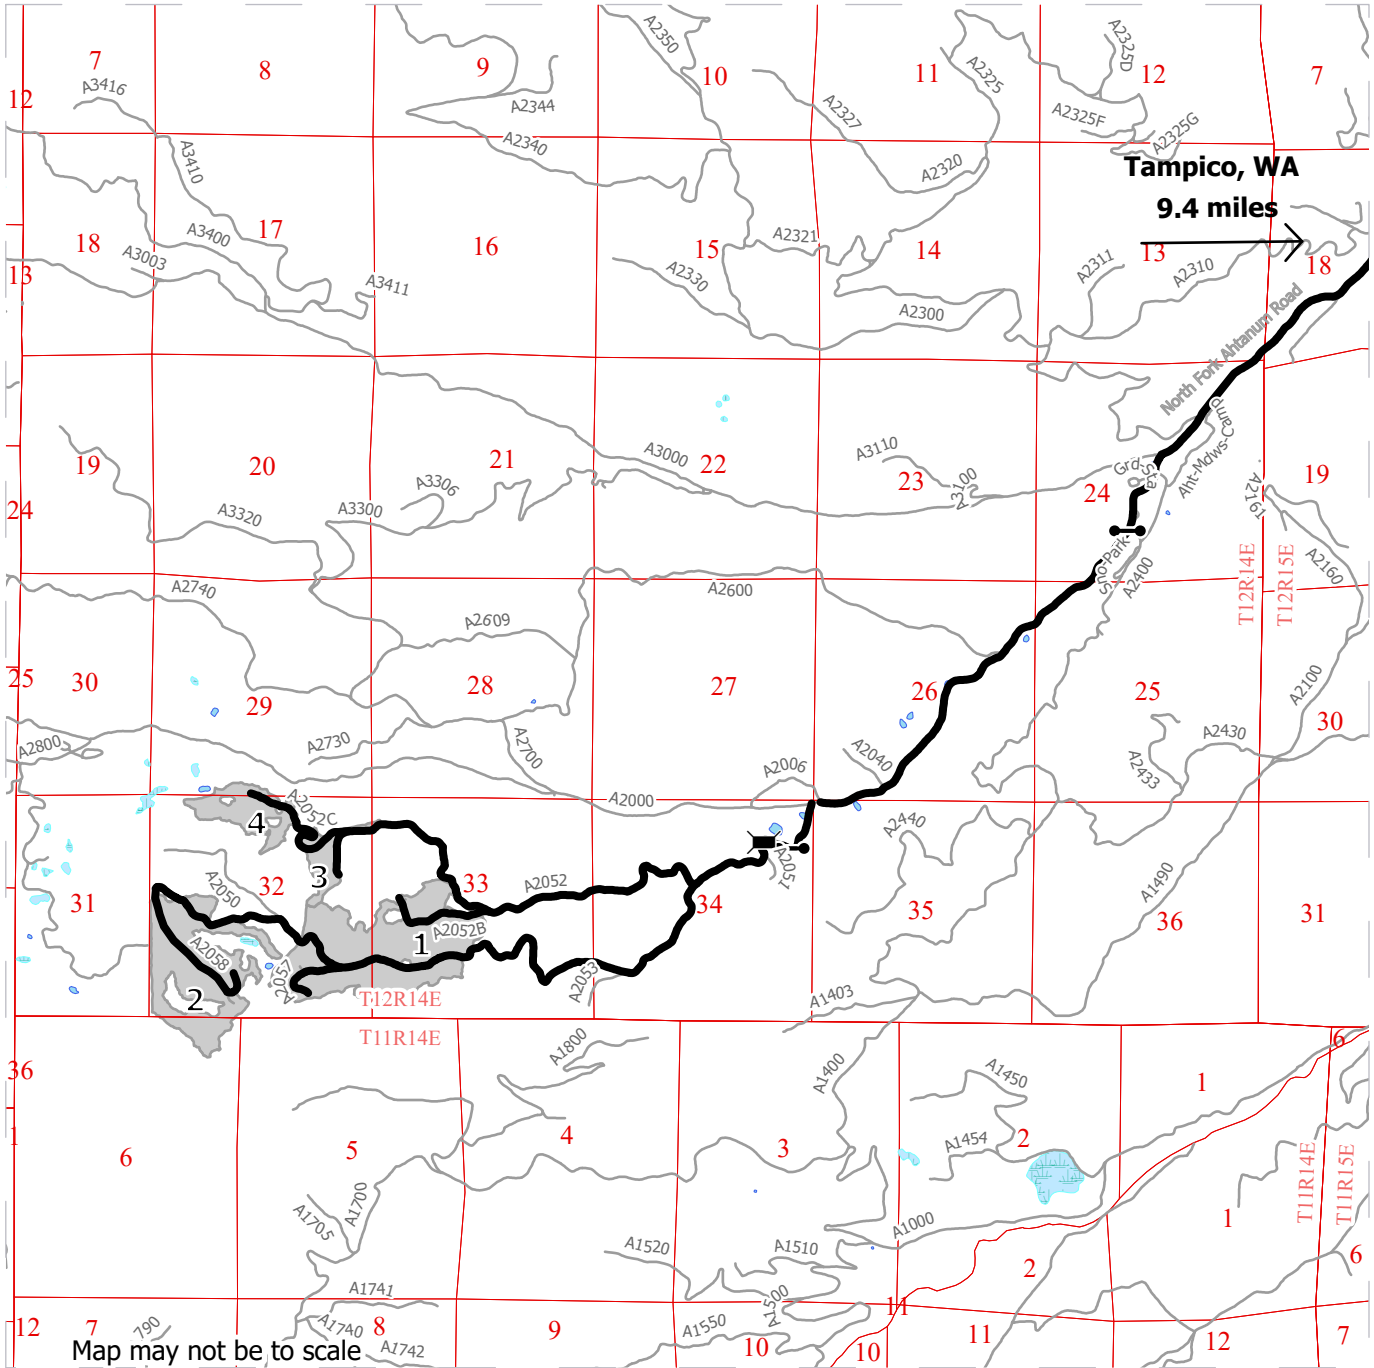 7
8
9
10
11
12
7
A3416
A2350
A2325
A2325D
12
A2344
A2327
A2325F
A2325G
A2340
A2320
A3410
Tampico, WA
9.4 miles
17
18
A3400
16
15
A2321
14
13
A3003
13
A2311
A2310
18
A3411
A2330
A2300
North Fork Ahtanum Road
Aht-Mdws-Camp
19
20
21
A3000
22
A3110
23
A3100
Grd-Sta
24
19
A2161
A3306
24
A3320
A3300
Sno-Park
A2400
T12R14E
T12R15E
A2160
A2740
A2600
A2609
25
30
29
28
27
26
25
A2100
30
A2800
A2730
A2700
A2006
A2040
A2433
A2430
A2052C
A2000
4
A2440
A2051
3
32
A2050
33
A2052
34
35
A1490
36
31
31
A2052B
1
A2058
A2057
A2053
2
T12R14E
T11R14E
A1403
36
A1800
A1400
A1450
1
6
1
6
5
4
3
A1454
2
T11R14E
T11R15E
A1700
A1705
A1000
1
A1520
A1510
2
6
A1741
A1500
11
12
7
790
A1740
8
A1742
9
A1550
10
10
11
12
7
Map may not be to scale